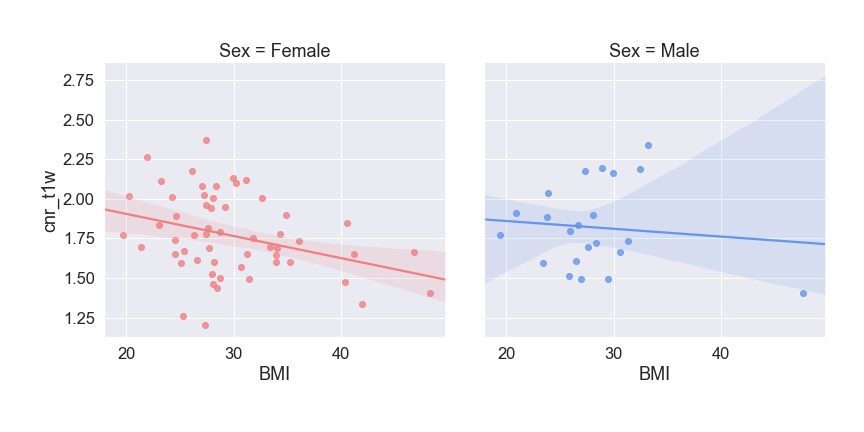 Sex = Female
Sex = Male
2.75
2.50
2.25
2.00
1.75
1.50
1.25
cnr_t1w
20 30 40
20 30 40
BMI
BMI